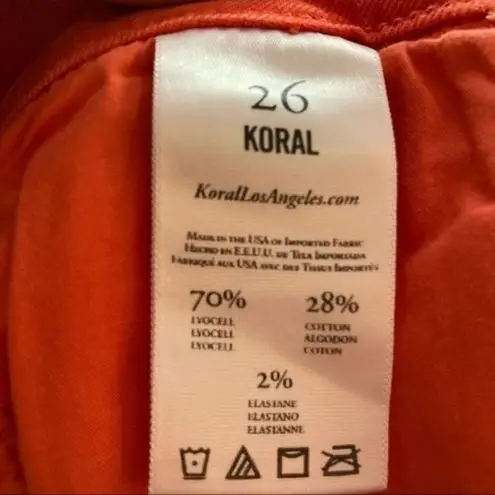 26
KORAL
KoralLosAngeles.com
Made in the USA of Imported Fabric
Hecho en E.E.U.U. de Tela Importada
Fabriqué aux USA avec des Tissus Importés
70% 28%
LYOCELL COTTON
LYOCELL ALGODON
LYOCELL COTON
2%
ELASTANE
ELASTANO
ELASTANNE